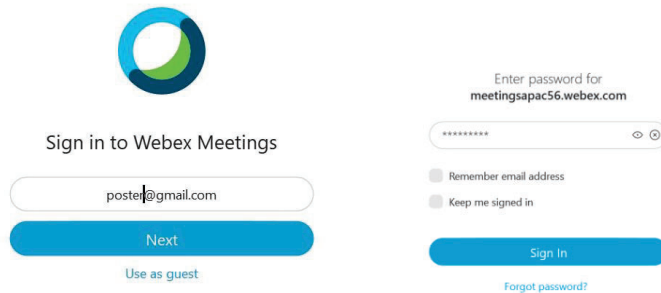 Sign in to Webex Meetings
poster@gmail.com
Next
Use as guest
Enter password for
meetingsapac56.webex.com
*********
Remember email address
Keep me signed in
Sign In
Forgot password?